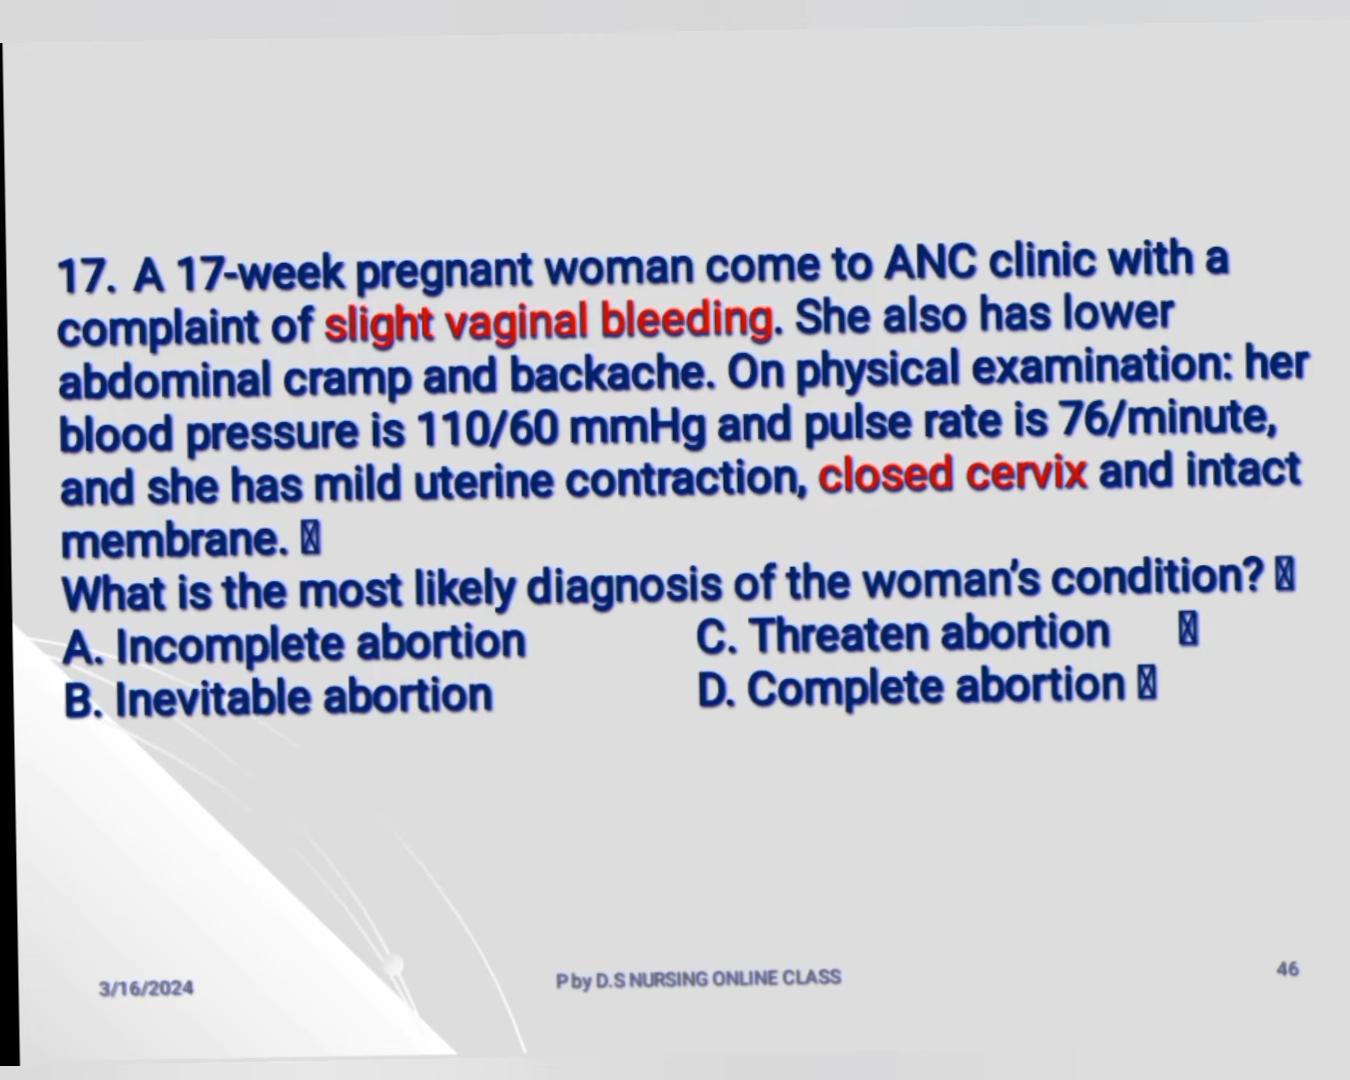 17. A 17-week pregnant woman come to ANC clinic with a
complaint of slight vaginal bleeding. She also has lower
abdominal cramp and backache. On physical examination: her
blood pressure is 110/60 mmHg and pulse rate is 76/minute,
and she has mild uterine contraction, closed cervix and intact
membrane.
What is the most likely diagnosis of the woman’s condition?
A. Incomplete abortion C. Threaten abortion
B. Inevitable abortion D. Complete abortion
3/16/2024 P by D.S NURSING ONLINE CLASS 46